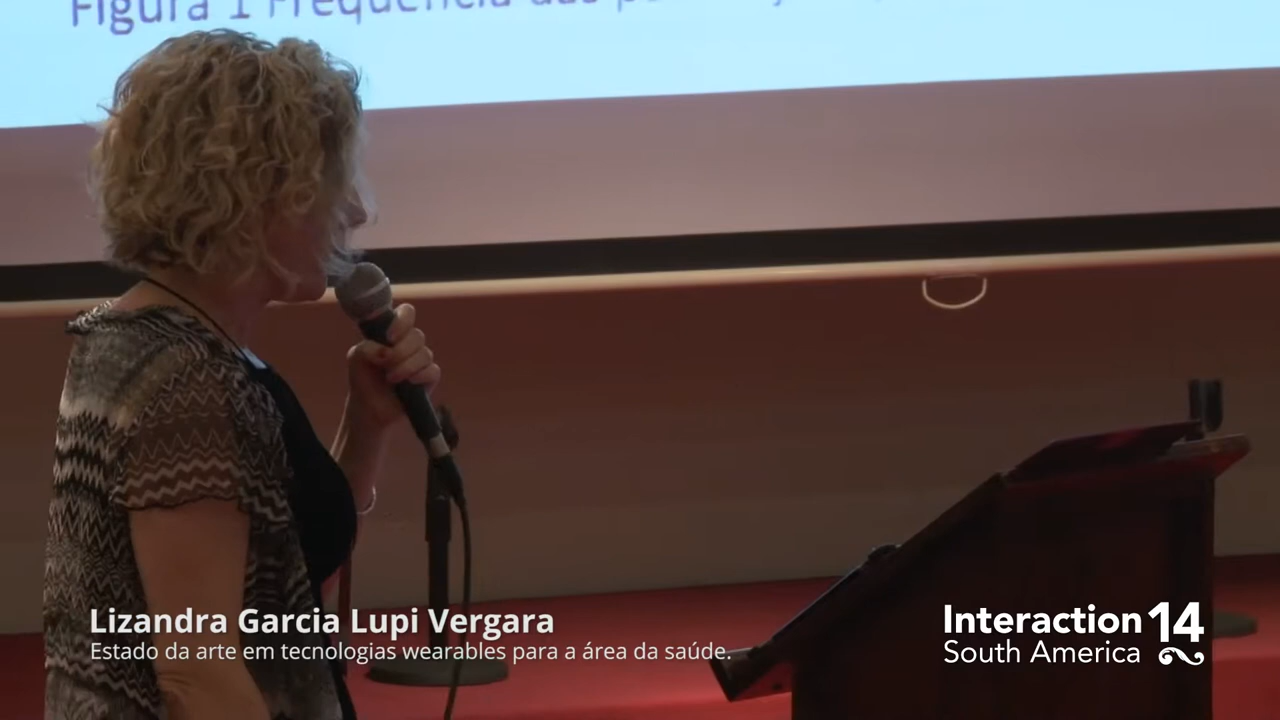 Figura 1 Frequência das
Lizandra Garcia Lupi Vergara
Estado da arte em tecnologias wearables para a área da saúde.
Interaction 14
South America